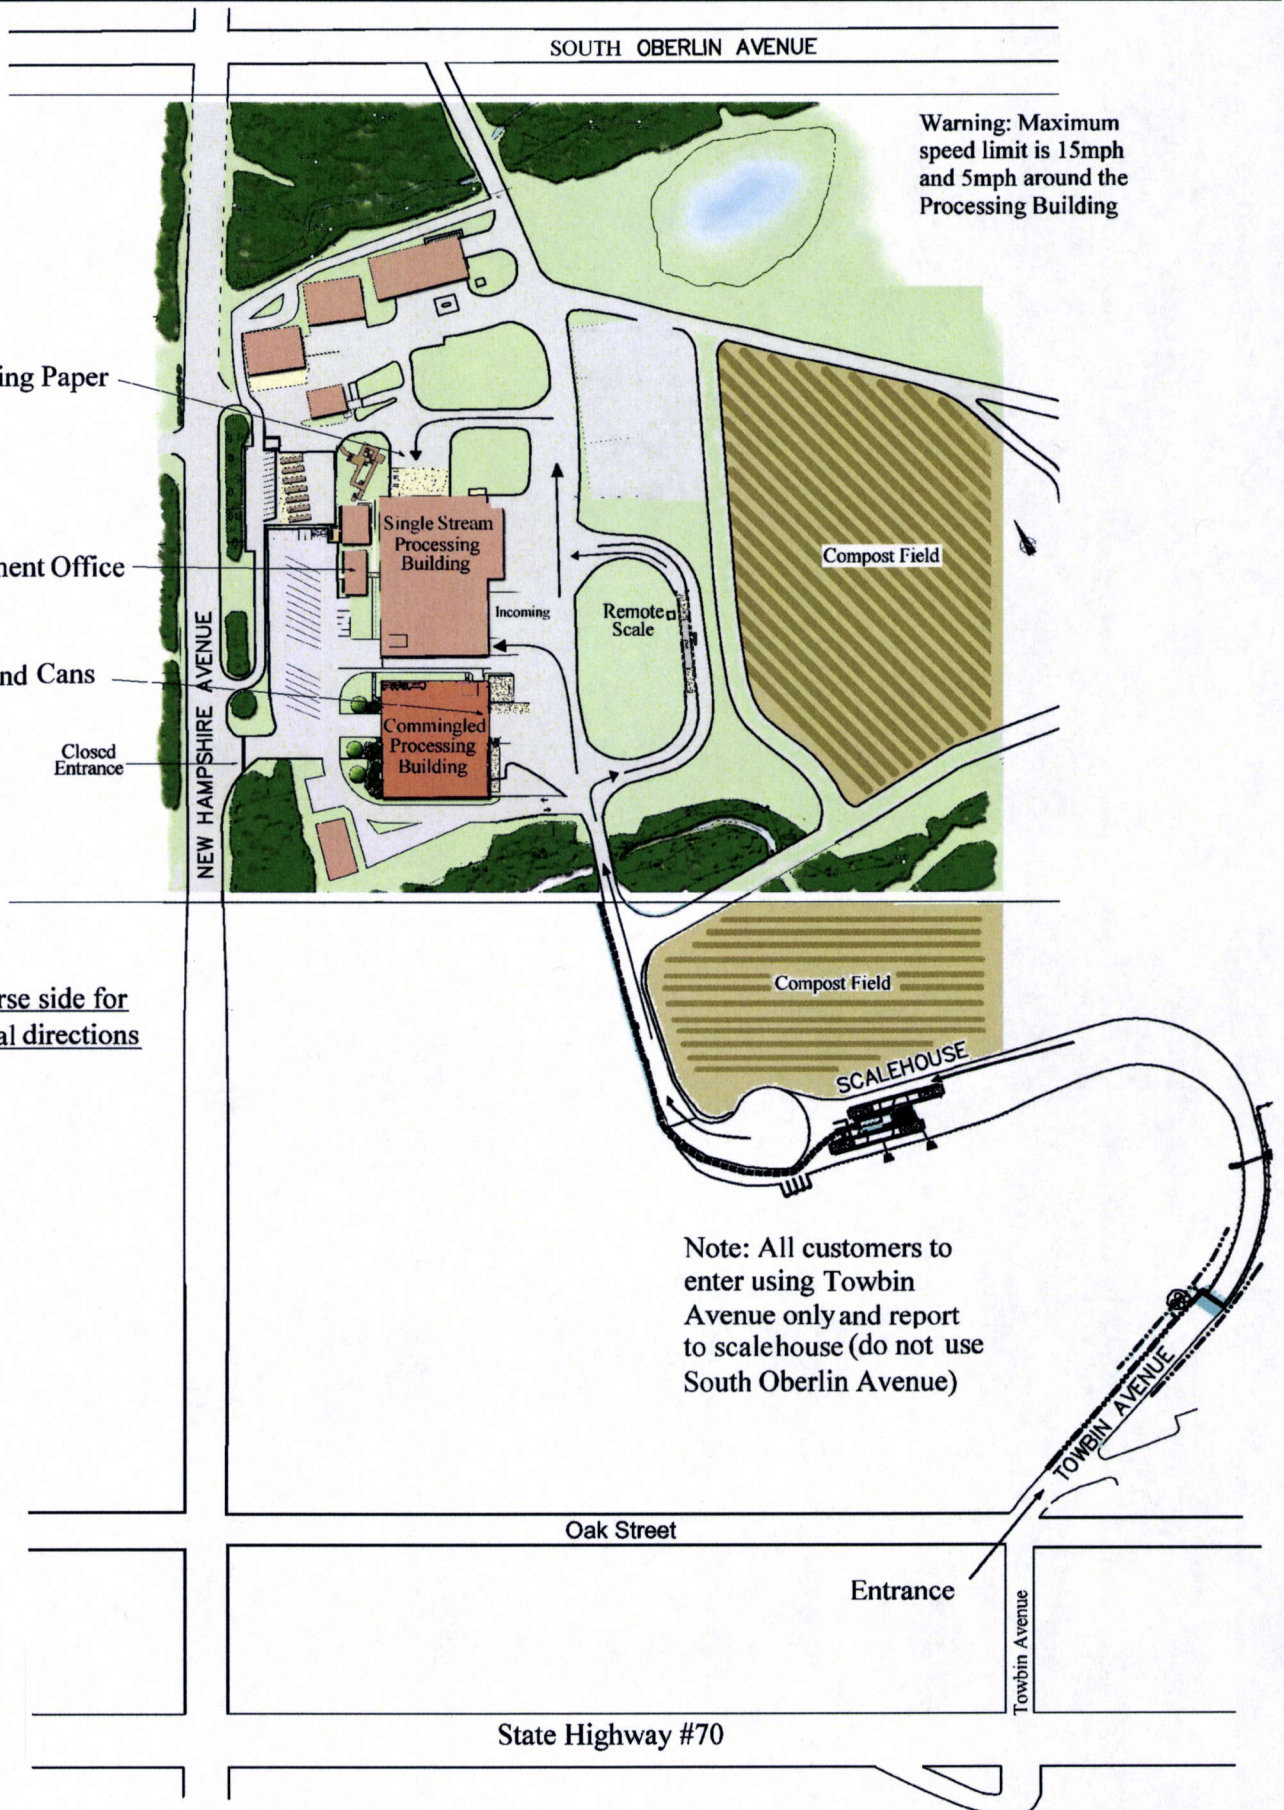 SOUTH OBERLIN AVENUE
Warning: Maximum
speed limit is 15mph
and 5mph around the
Processing Building
ing Paper
Single Stream
Processing
Building
Compost Field
ment Office
Incoming
Remote
Scale
nd Cans
Commingled
Processing
Building
Closed
Entrance
NEW HAMPSHIRE AVENUE
rse side for
al directions
Compost Field
SCALEHOUSE
Note: All customers to
enter using Towbin
Avenue only and report
to scalehouse (do not use
South Oberlin Avenue)
TOWBIN AVENUE
Oak Street
Entrance
Towbin Avenue
State Highway #70